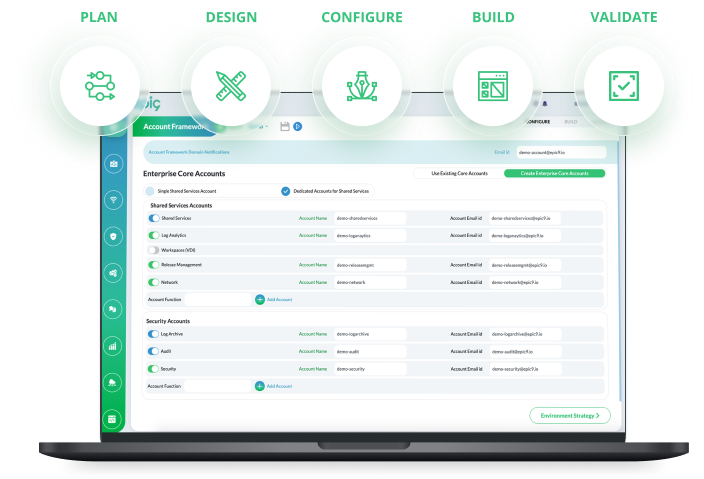 PLAN DESIGN CONFIGURE BUILD VALIDATE
Account Framework
CONFIGURE BUILD
Account Framework Domain Notifications Email id demo-account@epic9.io
Enterprise Core Accounts Use Existing Core Accounts Create Enterprise Core Accounts
Single Shared Services Account Dedicated Accounts for Shared Services
Shared Services Accounts
Shared Services Account Name demo-sharedservices Account Email id demo-sharedservices@epic9.io
Log Analytics Account Name demo-loganaytics Account Email id demo-loganaytics@epic9.io
Workspaces (VDI)
Release Management Account Name demo-releasemgmt Account Email id demo-releasemgmt@epic9.io
Network Account Name demo-network Account Email id demo-network@epic9.io
Account Function Add Account
Security Accounts
Log Archive Account Name demo-logarchive Account Email id demo-logarchive@epic9.io
Audit Account Name demo-audit Account Email id demo-audit@epic9.io
Security Account Name demo-security Account Email id demo-security@epic9.io
Account Function Add Account
Environment Strategy